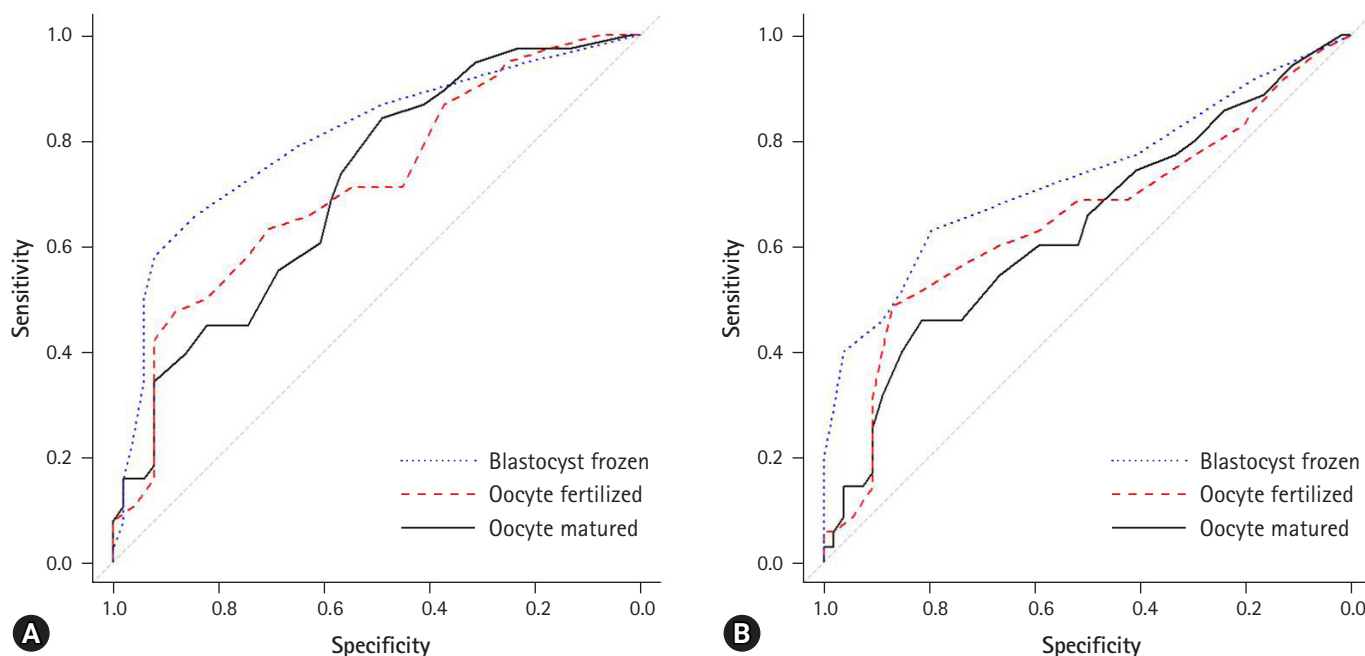 1.0
0.8
0.6
0.4
0.2
0.0
Sensitivity
Blastocyst frozen
Oocyte fertilized
Oocyte matured
1.0 0.8 0.6 0.4 0.2 0.0
Specificity
A
1.0
0.8
0.6
0.4
0.2
0.0
Sensitivity
Blastocyst frozen
Oocyte fertilized
Oocyte matured
1.0 0.8 0.6 0.4 0.2 0.0
Specificity
B